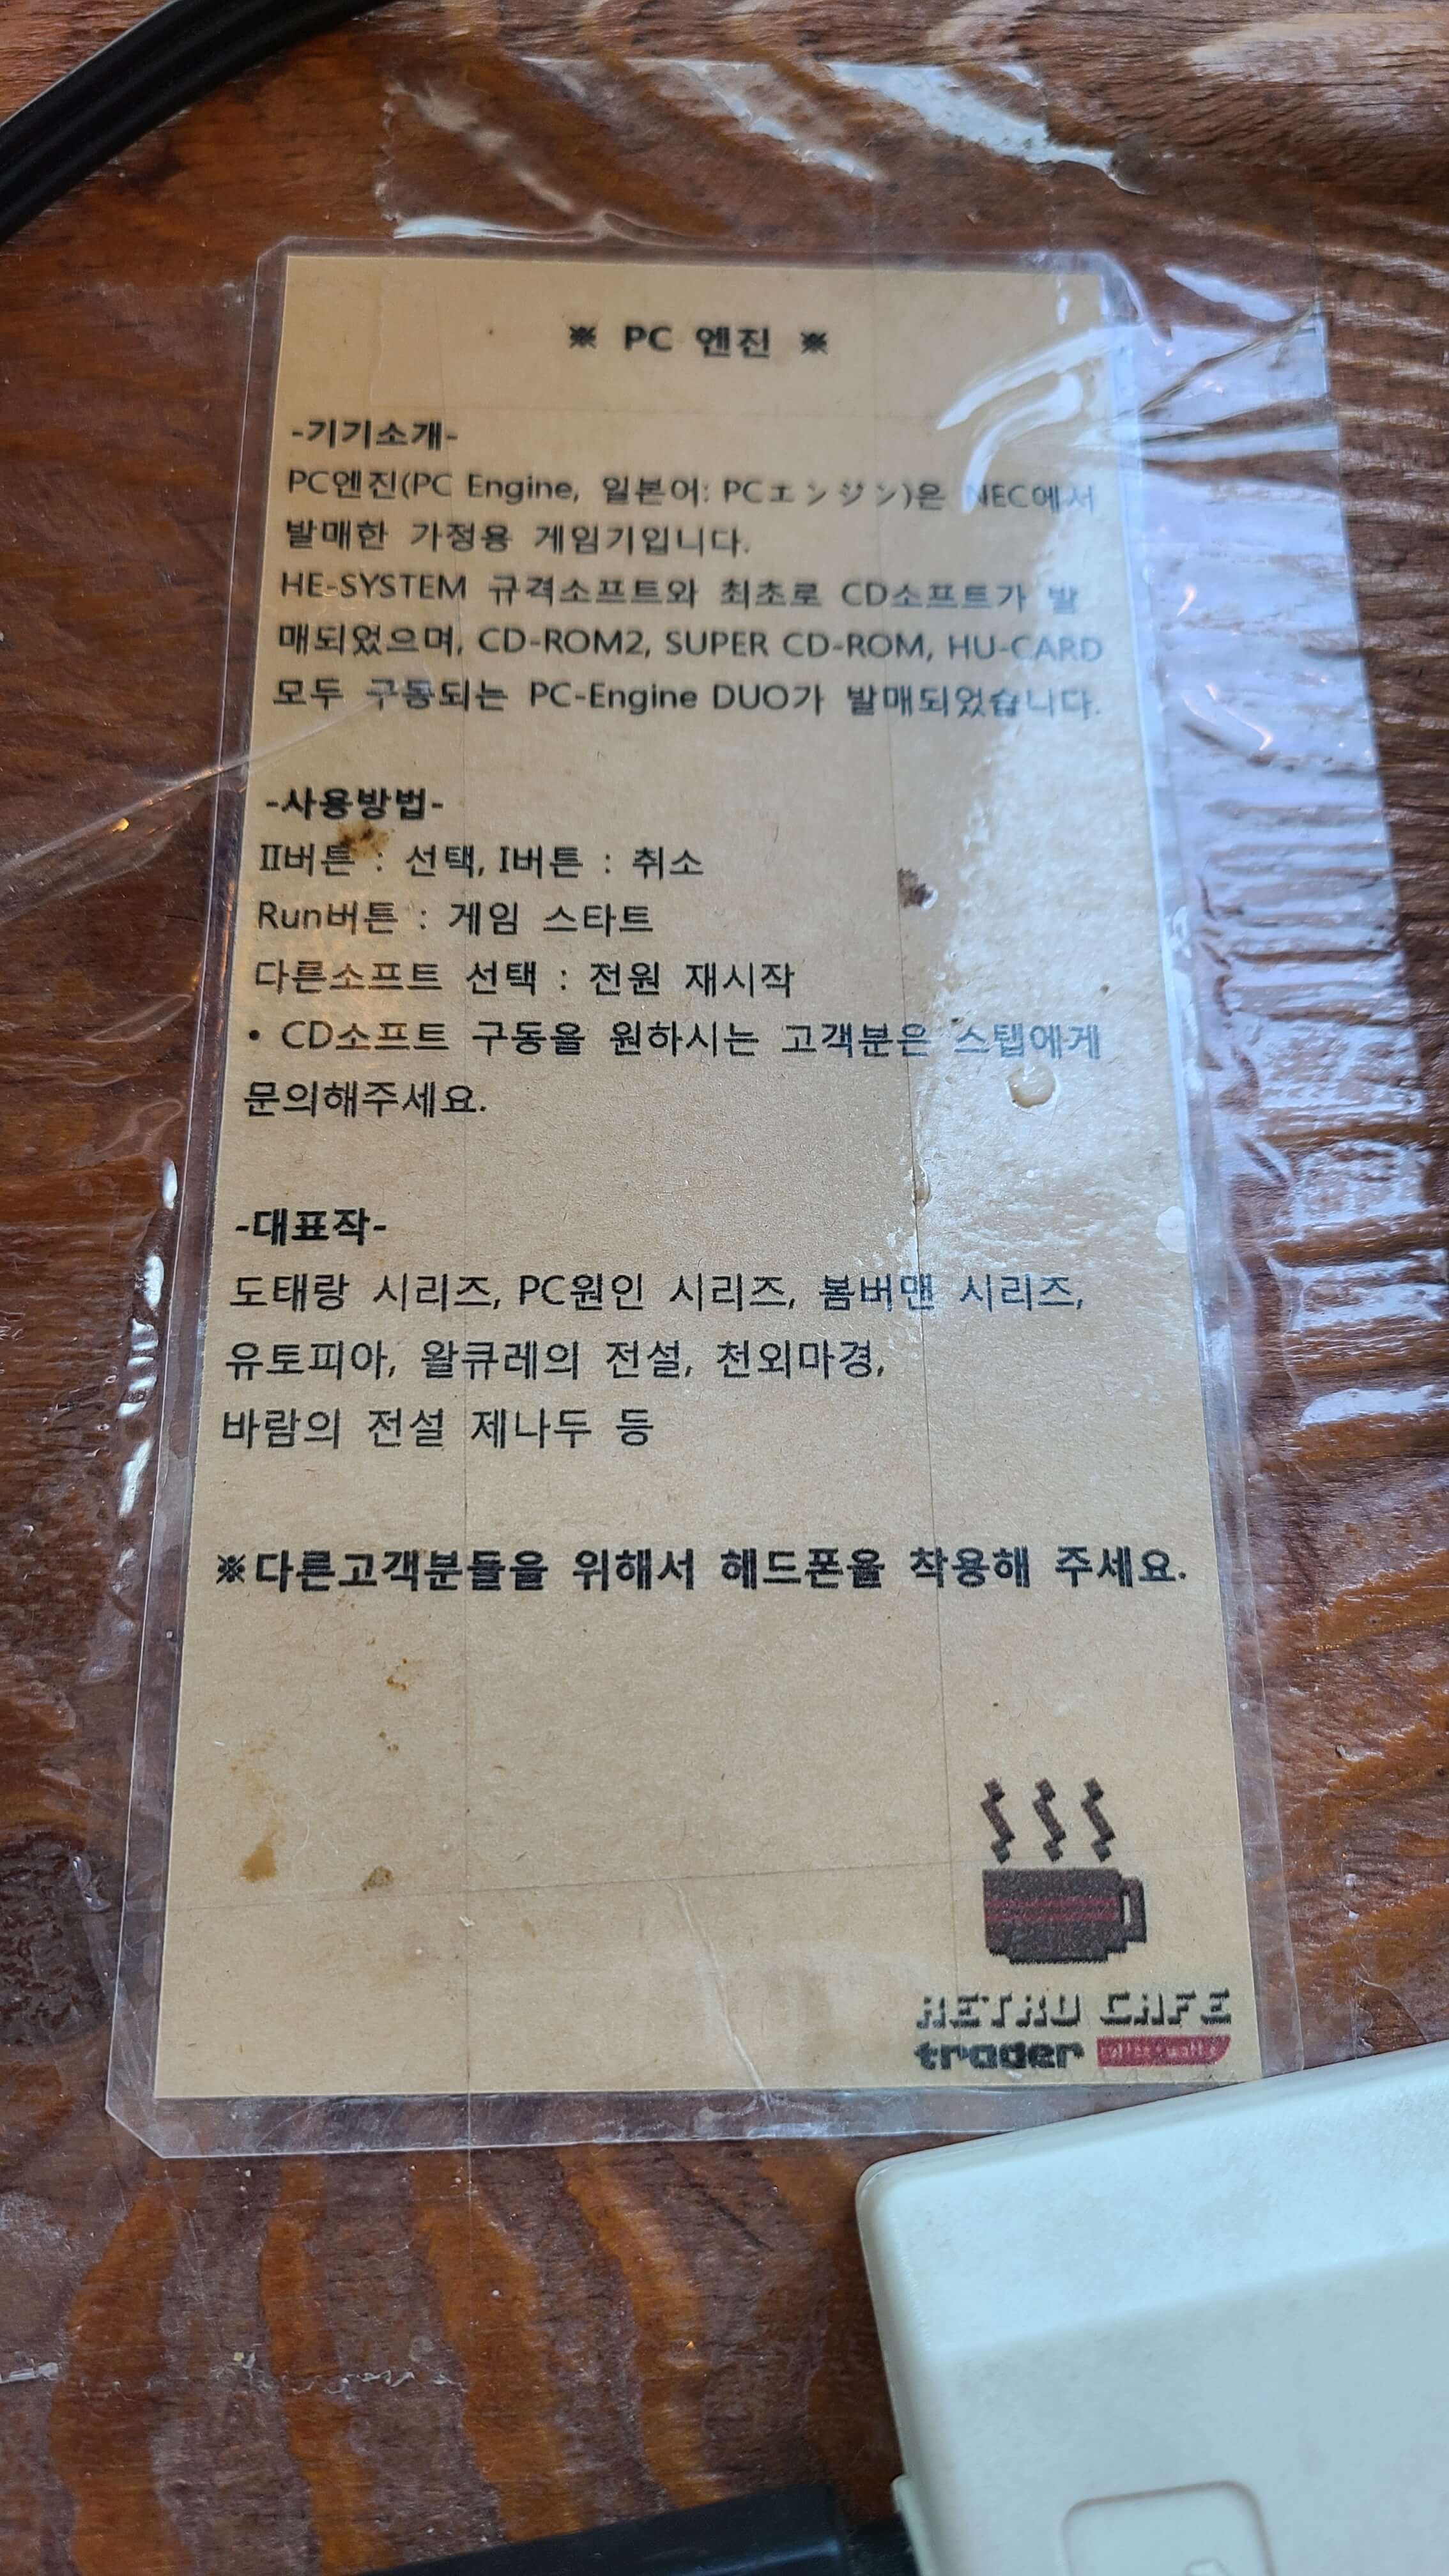 ※ PC 엔진 ※
-기기소개-
PC엔진(PC Engine, 일본어: PCエンジン)은 NEC에서
발매한 가정용 게임기입니다.
HE-SYSTEM 규격소프트와 최초로 CD소프트가 발
매되었으며, CD-ROM2, SUPER CD-ROM, HU-CARD
모두 구동되는 PC-Engine DUO가 발매되었습니다.
-사용방법-
II버튼 : 선택, I버튼 : 취소
Run버튼 : 게임 스타트
다른소프트 선택 : 전원 재시작
• CD소프트 구동을 원하시는 고객분은 스탭에게
문의해주세요.
-대표작-
도태랑 시리즈, PC원인 시리즈, 봄버맨 시리즈,
유토피아, 왈큐레의 전설, 천외마경,
바람의 전설 제나두 등
※다른고객분들을 위해서 헤드폰을 착용해 주세요.
RETRO CAFE
trader